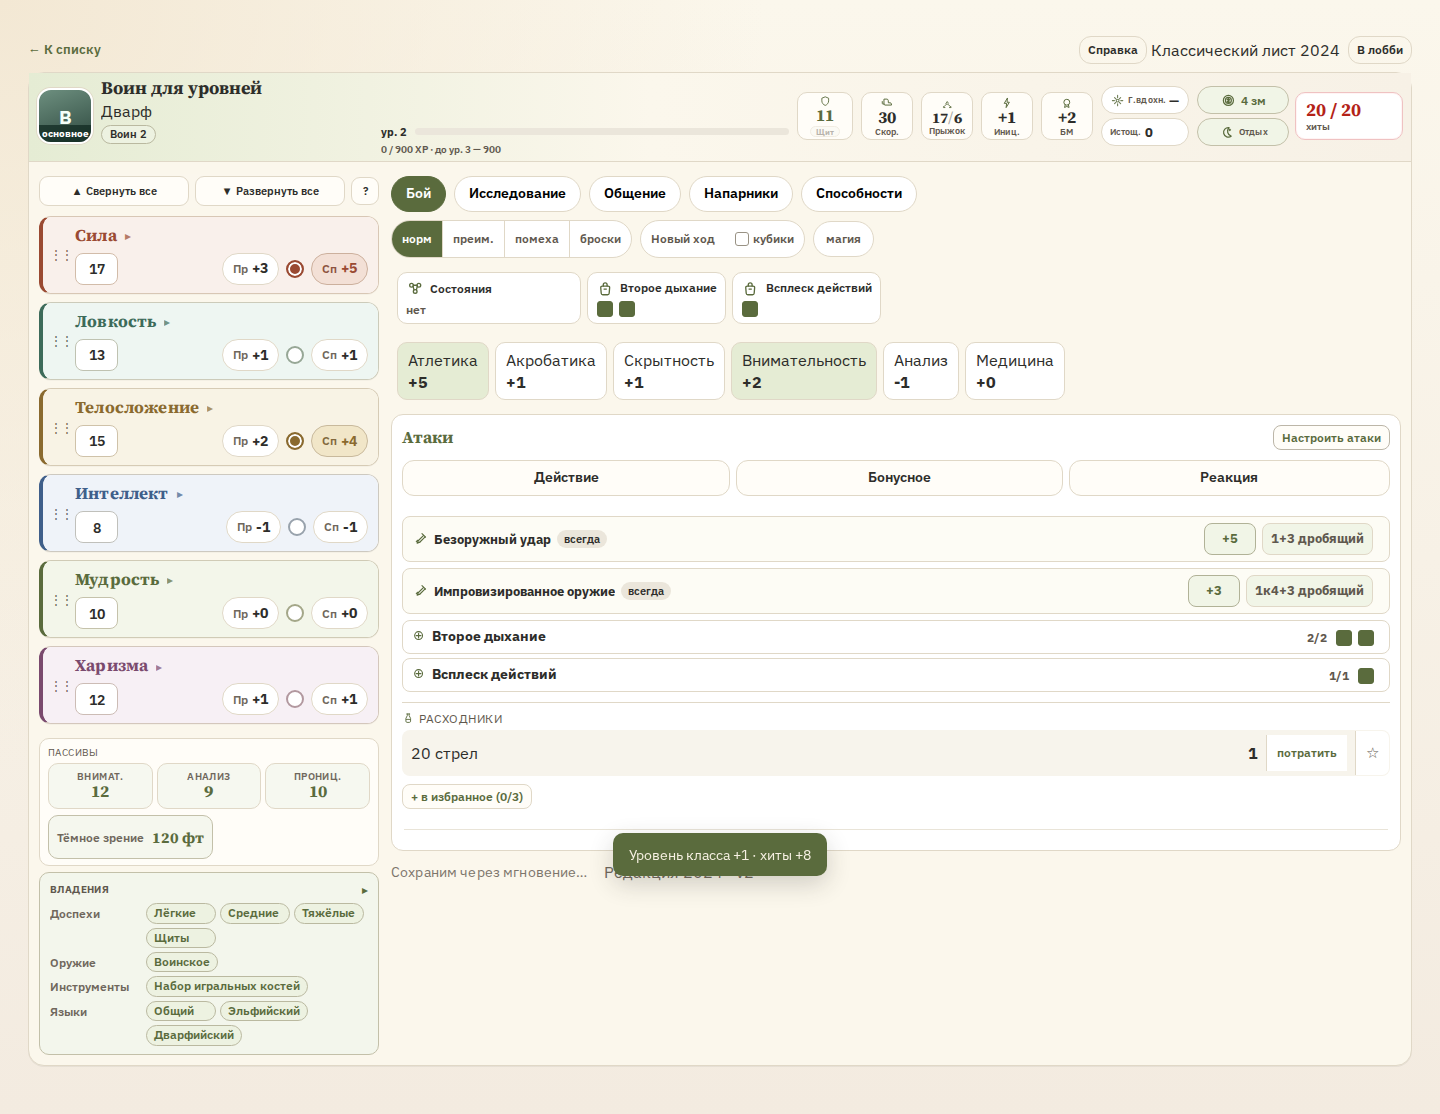 ← К списку
Справка Классический лист 2024 В лобби
В
основное
Воин для уровней
Дварф
Воин 2
ур. 2
0 / 900 XP · до ур. 3 — 900
11
Щит
30
Скор.
17/6
Прыжок
+1
Иниц.
+2
БМ
Г.вдохн. —
Истощ. 0
4 зм
Отдых
20 / 20
хиты
▲ Свернуть все
▼ Развернуть все
?
Сила ▸
17 Пр +3 Сп +5
Ловкость ▸
13 Пр +1 Сп +1
Телосложение ▸
15 Пр +2 Сп +4
Интеллект ▸
8 Пр -1 Сп -1
Мудрость ▸
10 Пр +0 Сп +0
Харизма ▸
12 Пр +1 Сп +1
ПАССИВЫ
ВНИМАТ.
12
АНАЛИЗ
9
ПРОНИЦ.
10
Тёмное зрение 120 фт
ВЛАДЕНИЯ ▸
Доспехи Лёгкие Средние Тяжёлые
Щиты
Оружие Воинское
Инструменты Набор игральных костей
Языки Общий Эльфийский
Дварфийский
Бой Исследование Общение Напарники Способности
норм преим. помеха броски Новый ход кубики магия
Состояния
нет
Второе дыхание
Всплеск действий
Атлетика
+5
Акробатика
+1
Скрытность
+1
Внимательность
+2
Анализ
-1
Медицина
+0
Атаки Настроить атаки
Действие Бонусное Реакция
Безоружный удар всегда +5 1+3 дробящий
Импровизированное оружие всегда +3 1к4+3 дробящий
Второе дыхание 2/2
Всплеск действий 1/1
РАСХОДНИКИ
20 стрел 1 потратить ☆
+ в избранное (0/3)
Уровень класса +1 · хиты +8
Сохраним через мгновение...